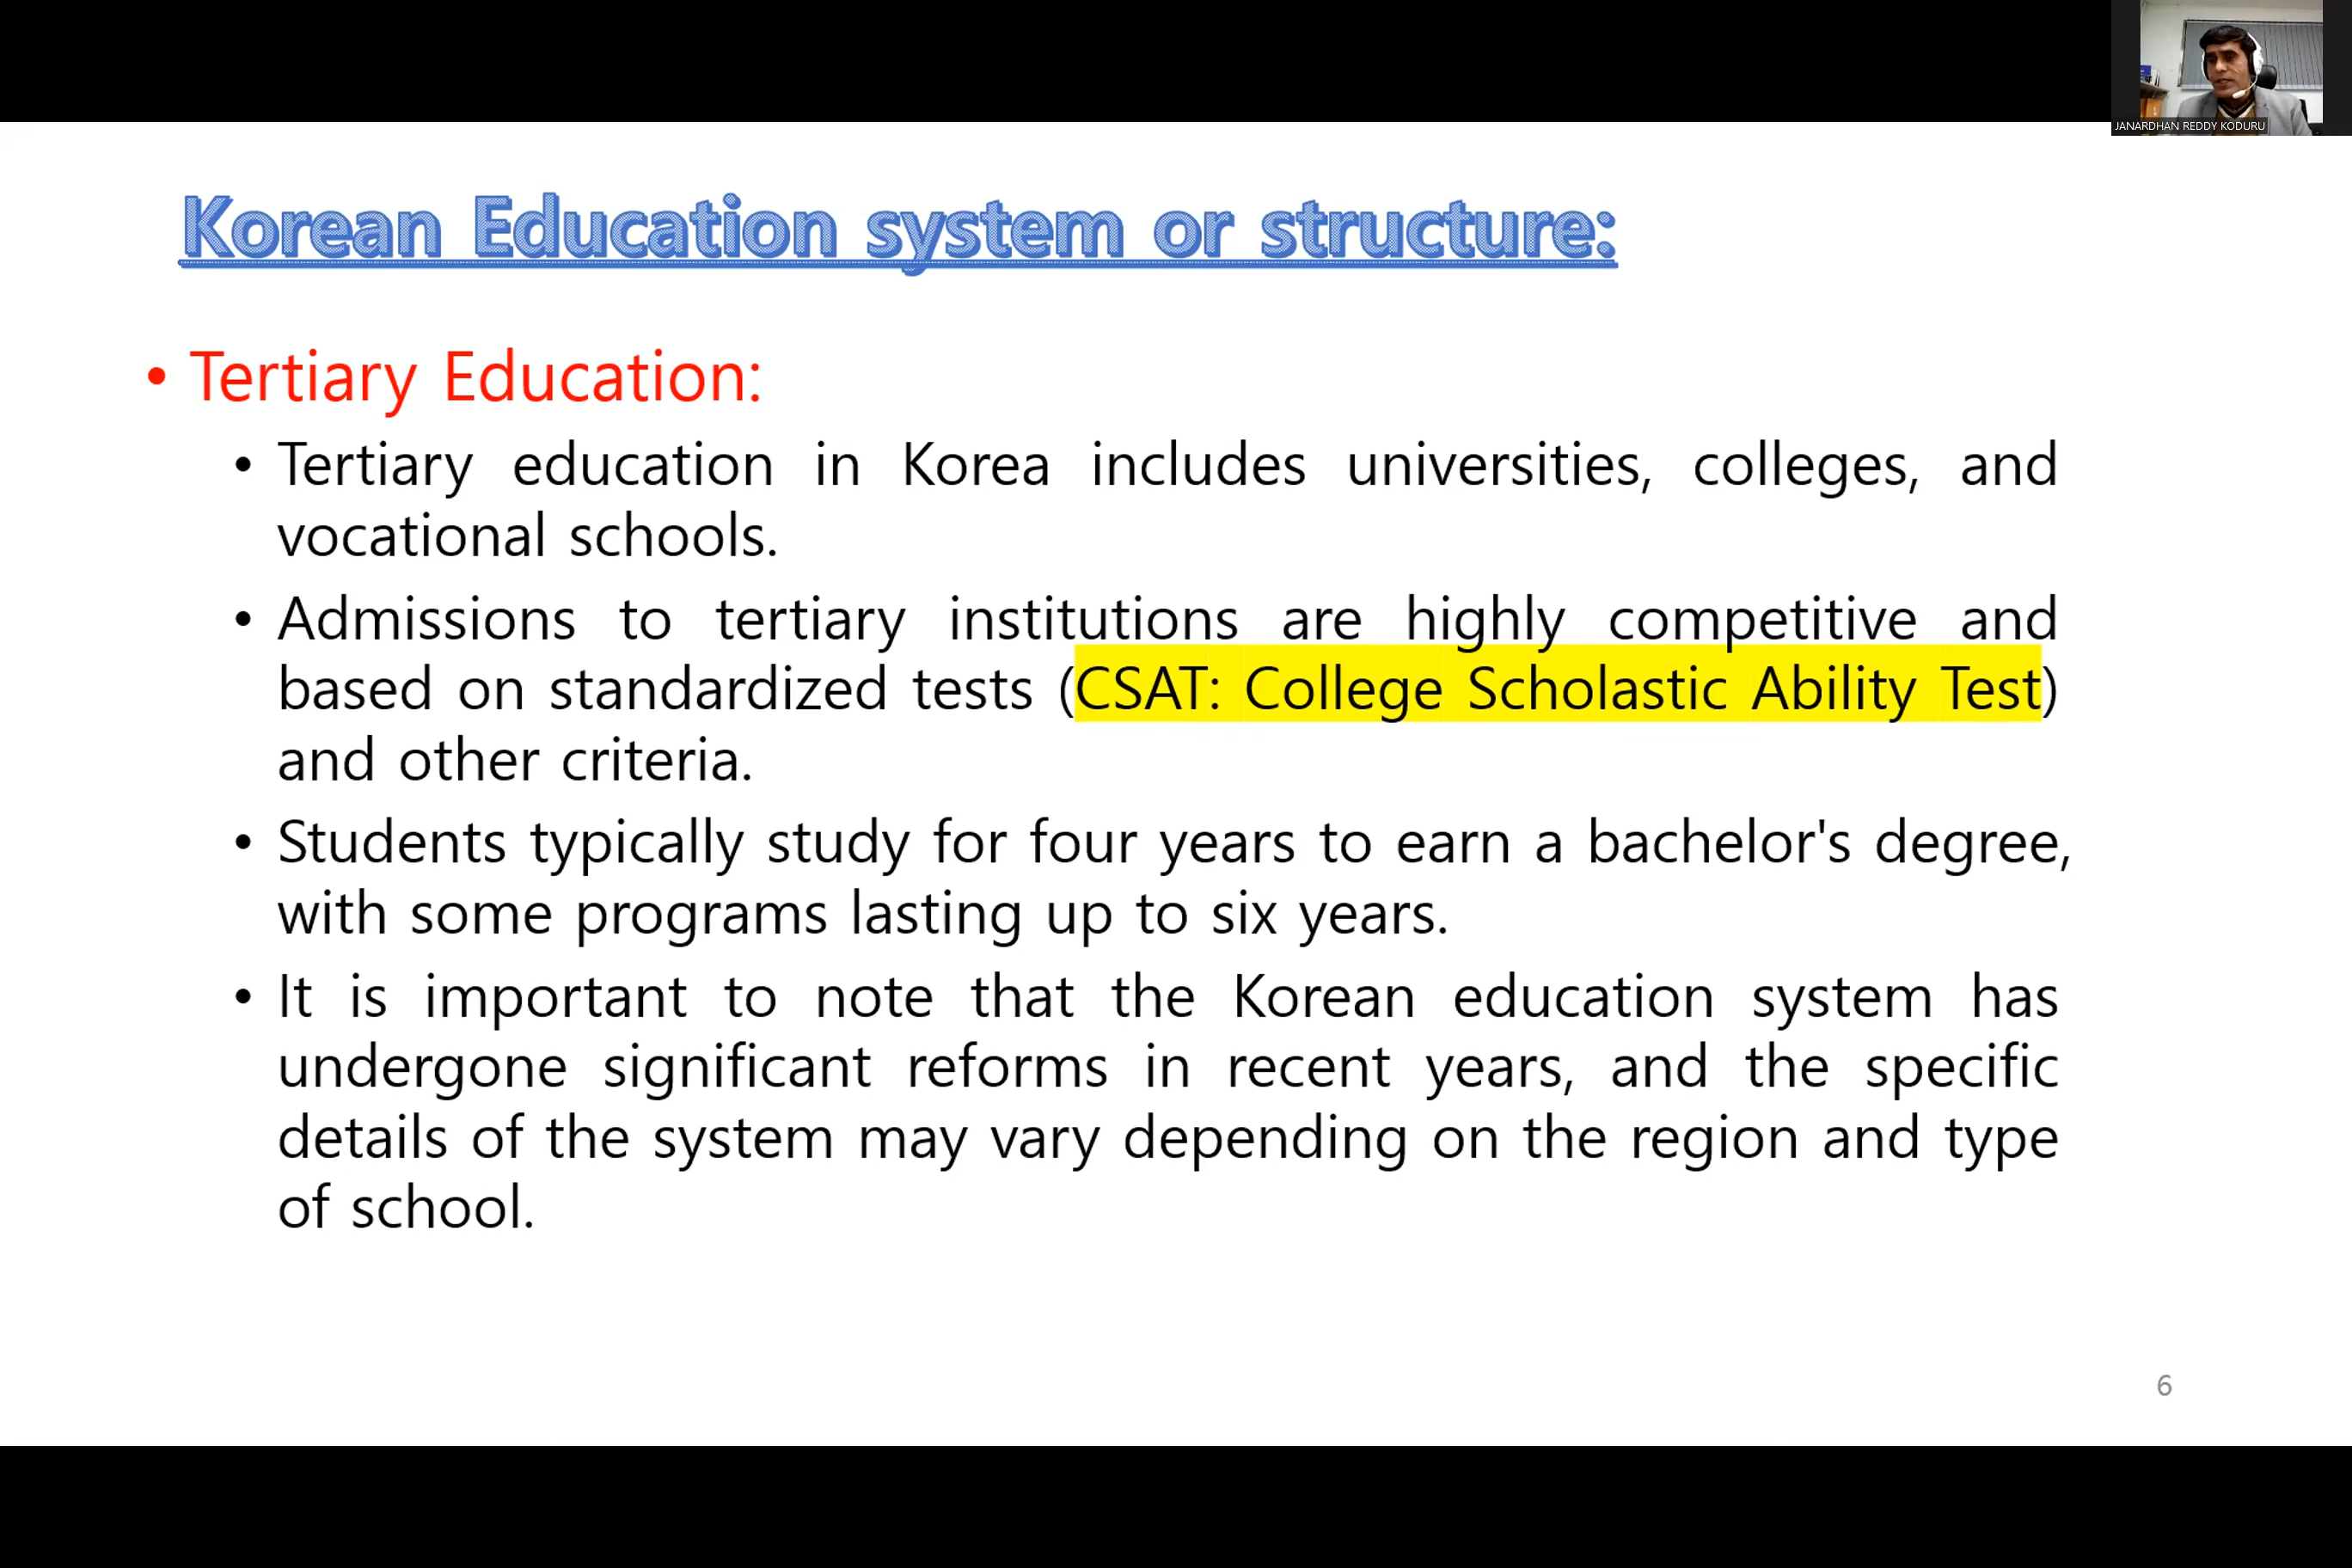 JANARDHAN REDDY KODURU
Korean Education system or structure:
• Tertiary Education:
• Tertiary education in Korea includes universities, colleges, and
vocational schools.
• Admissions to tertiary institutions are highly competitive and
based on standardized tests (CSAT: College Scholastic Ability Test)
and other criteria.
• Students typically study for four years to earn a bachelor's degree,
with some programs lasting up to six years.
• It is important to note that the Korean education system has
undergone significant reforms in recent years, and the specific
details of the system may vary depending on the region and type
of school.
6